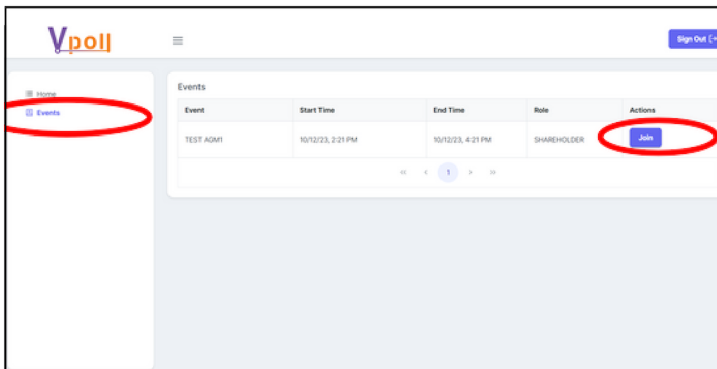 Vpoll
Sign Out
Home
Events
Events
Event Start Time End Time Role Actions
TEST AGM1 10/12/23, 2:21 PM 10/12/23, 4:21 PM SHAREHOLDER Join
<< < 1 > >>